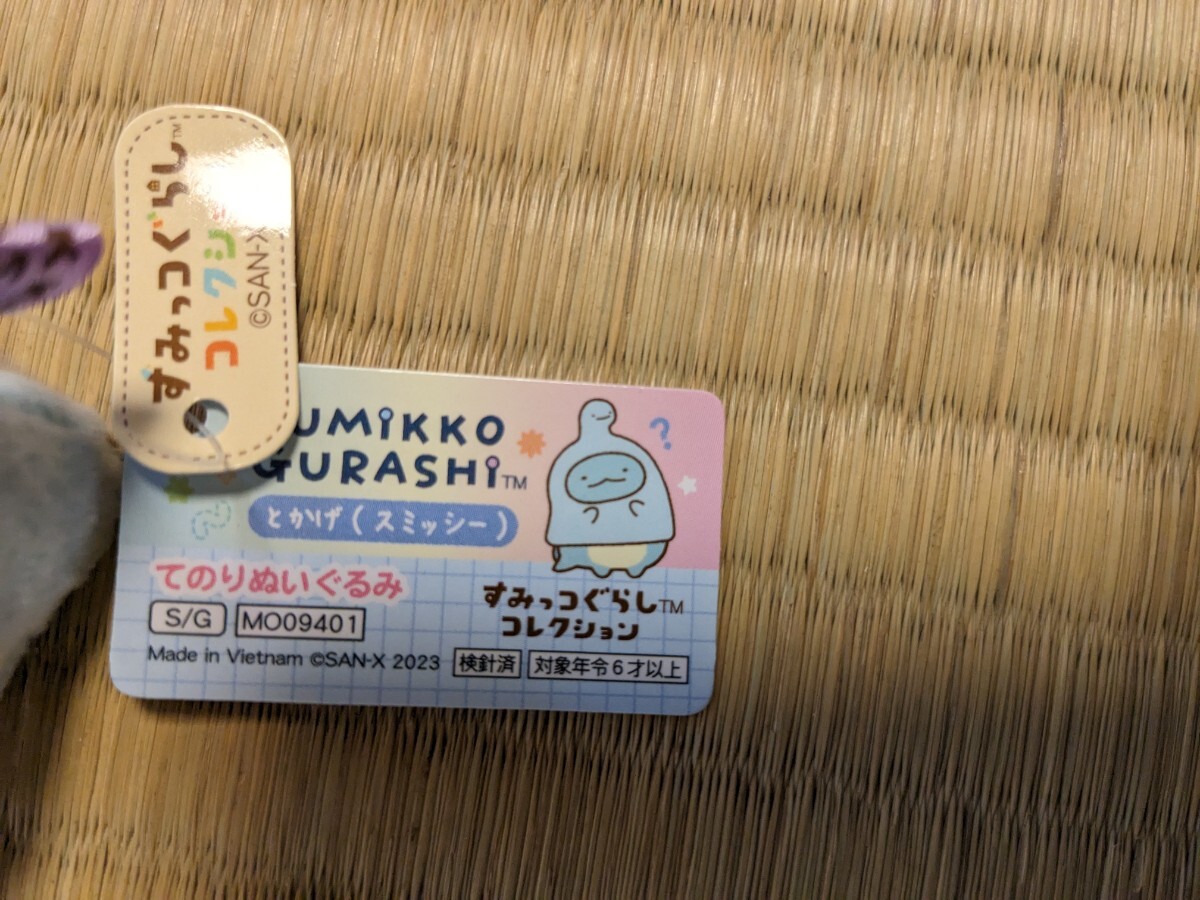 すみっコぐらし™
コレクシ
©SAN-X
UMiKKO
GURASHi™
とかげ(スミッシー)
?
てのりぬいぐるみ
S/G MO09401
すみっコぐらし™
コレクション
Made in Vietnam ©SAN-X 2023 検針済 対象年令6才以上